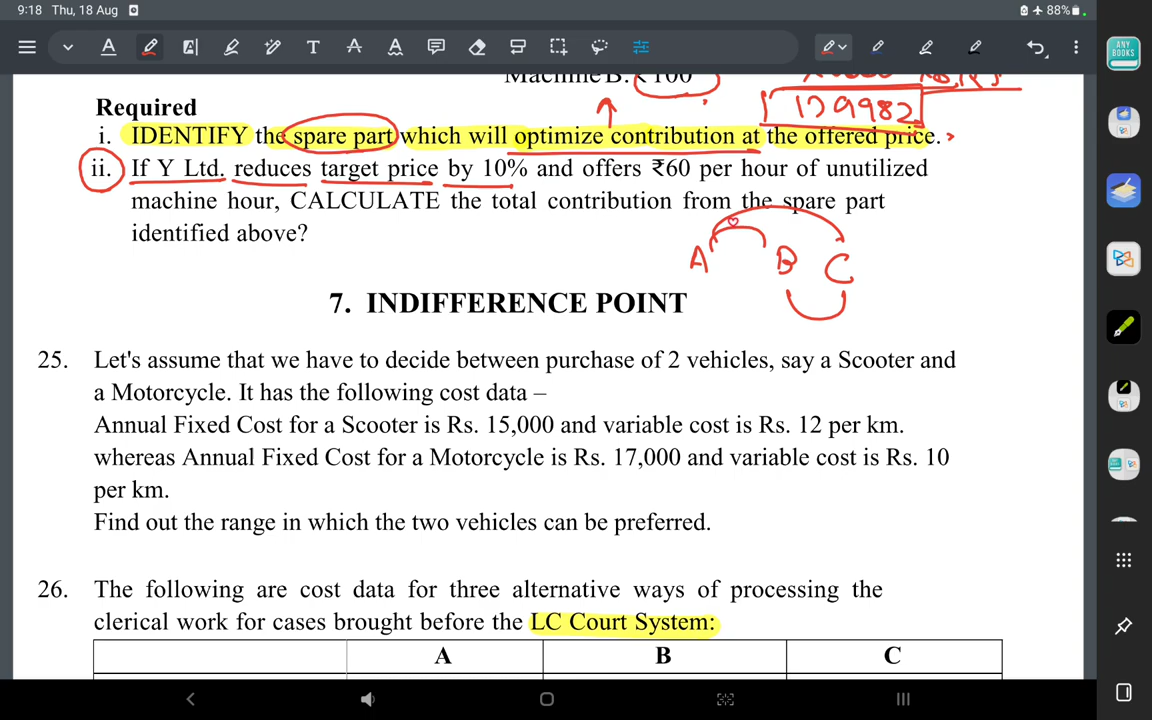 9:18 Thu, 18 Aug
88%
Machine B: ₹100
139982
Required
i. IDENTIFY the spare part which will optimize contribution at the offered price.
ii. If Y Ltd. reduces target price by 10% and offers ₹60 per hour of unutilized
machine hour, CALCULATE the total contribution from the spare part
identified above?
A B C
7. INDIFFERENCE POINT
25. Let's assume that we have to decide between purchase of 2 vehicles, say a Scooter and
a Motorcycle. It has the following cost data –
Annual Fixed Cost for a Scooter is Rs. 15,000 and variable cost is Rs. 12 per km.
whereas Annual Fixed Cost for a Motorcycle is Rs. 17,000 and variable cost is Rs. 10
per km.
Find out the range in which the two vehicles can be preferred.
26. The following are cost data for three alternative ways of processing the
clerical work for cases brought before the LC Court System:
A B C
ANY BOOKS